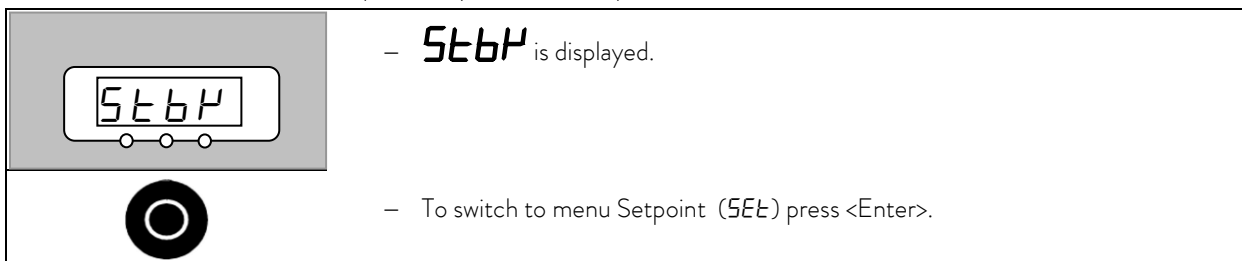 – Stby is displayed.
Stby
– To switch to menu Setpoint (SEt) press <Enter>.